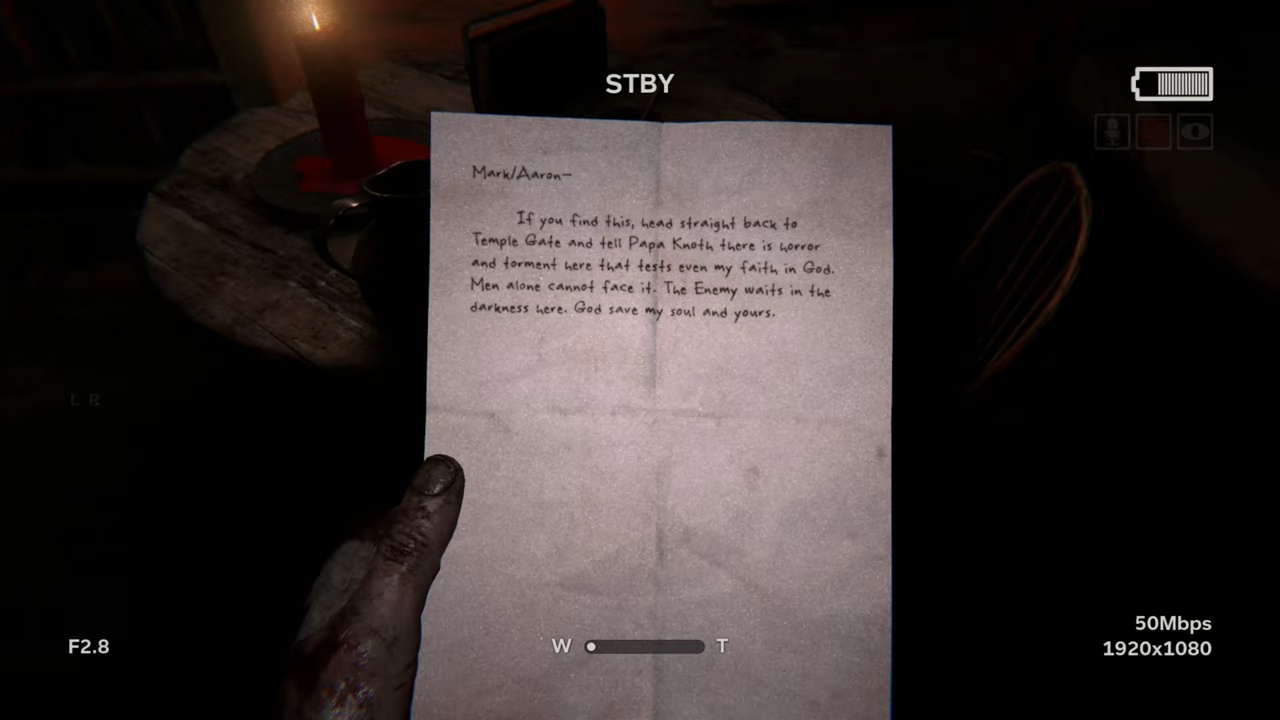 STBY
Mark/Aaron-
If you find this, head straight back to
Temple Gate and tell Papa Knoth there is horror
and torment here that tests even my faith in God.
Men alone cannot face it. The Enemy waits in the
darkness here. God save my soul and yours.
L R
F2.8
W T
50Mbps
1920x1080